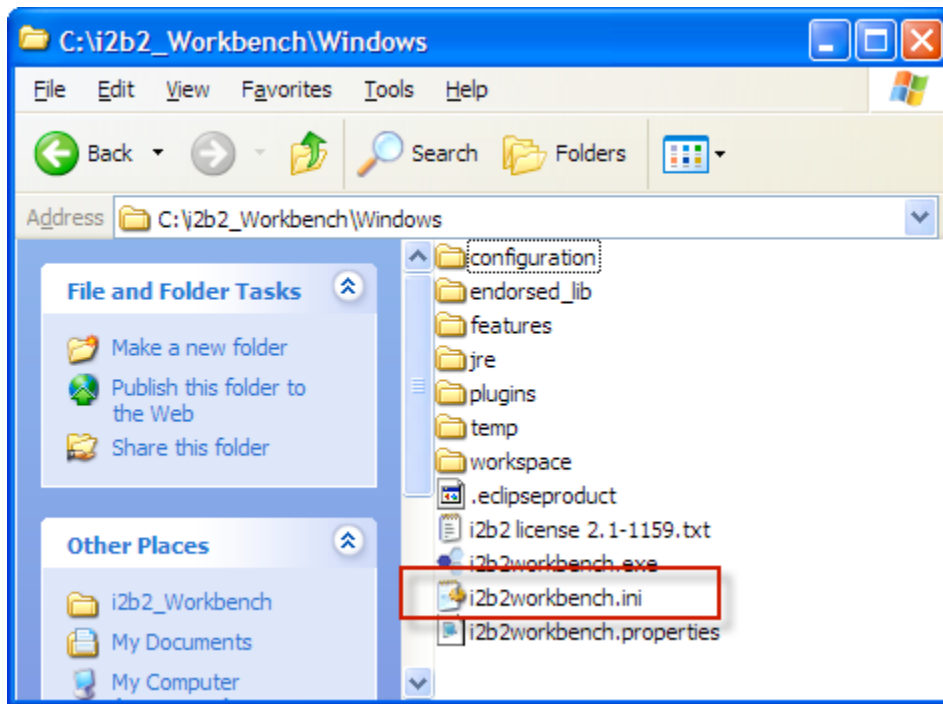 C:\i2b2_Workbench\Windows
File Edit View Favorites Tools Help
Back Search Folders
Address C:\i2b2_Workbench\Windows
File and Folder Tasks
Make a new folder
Publish this folder to
the Web
Share this folder
Other Places
i2b2_Workbench
My Documents
My Computer
configuration
endorsed_lib
features
jre
plugins
temp
workspace
.eclipseproduct
i2b2 license 2.1-1159.txt
i2b2workbench.exe
i2b2workbench.ini
i2b2workbench.properties